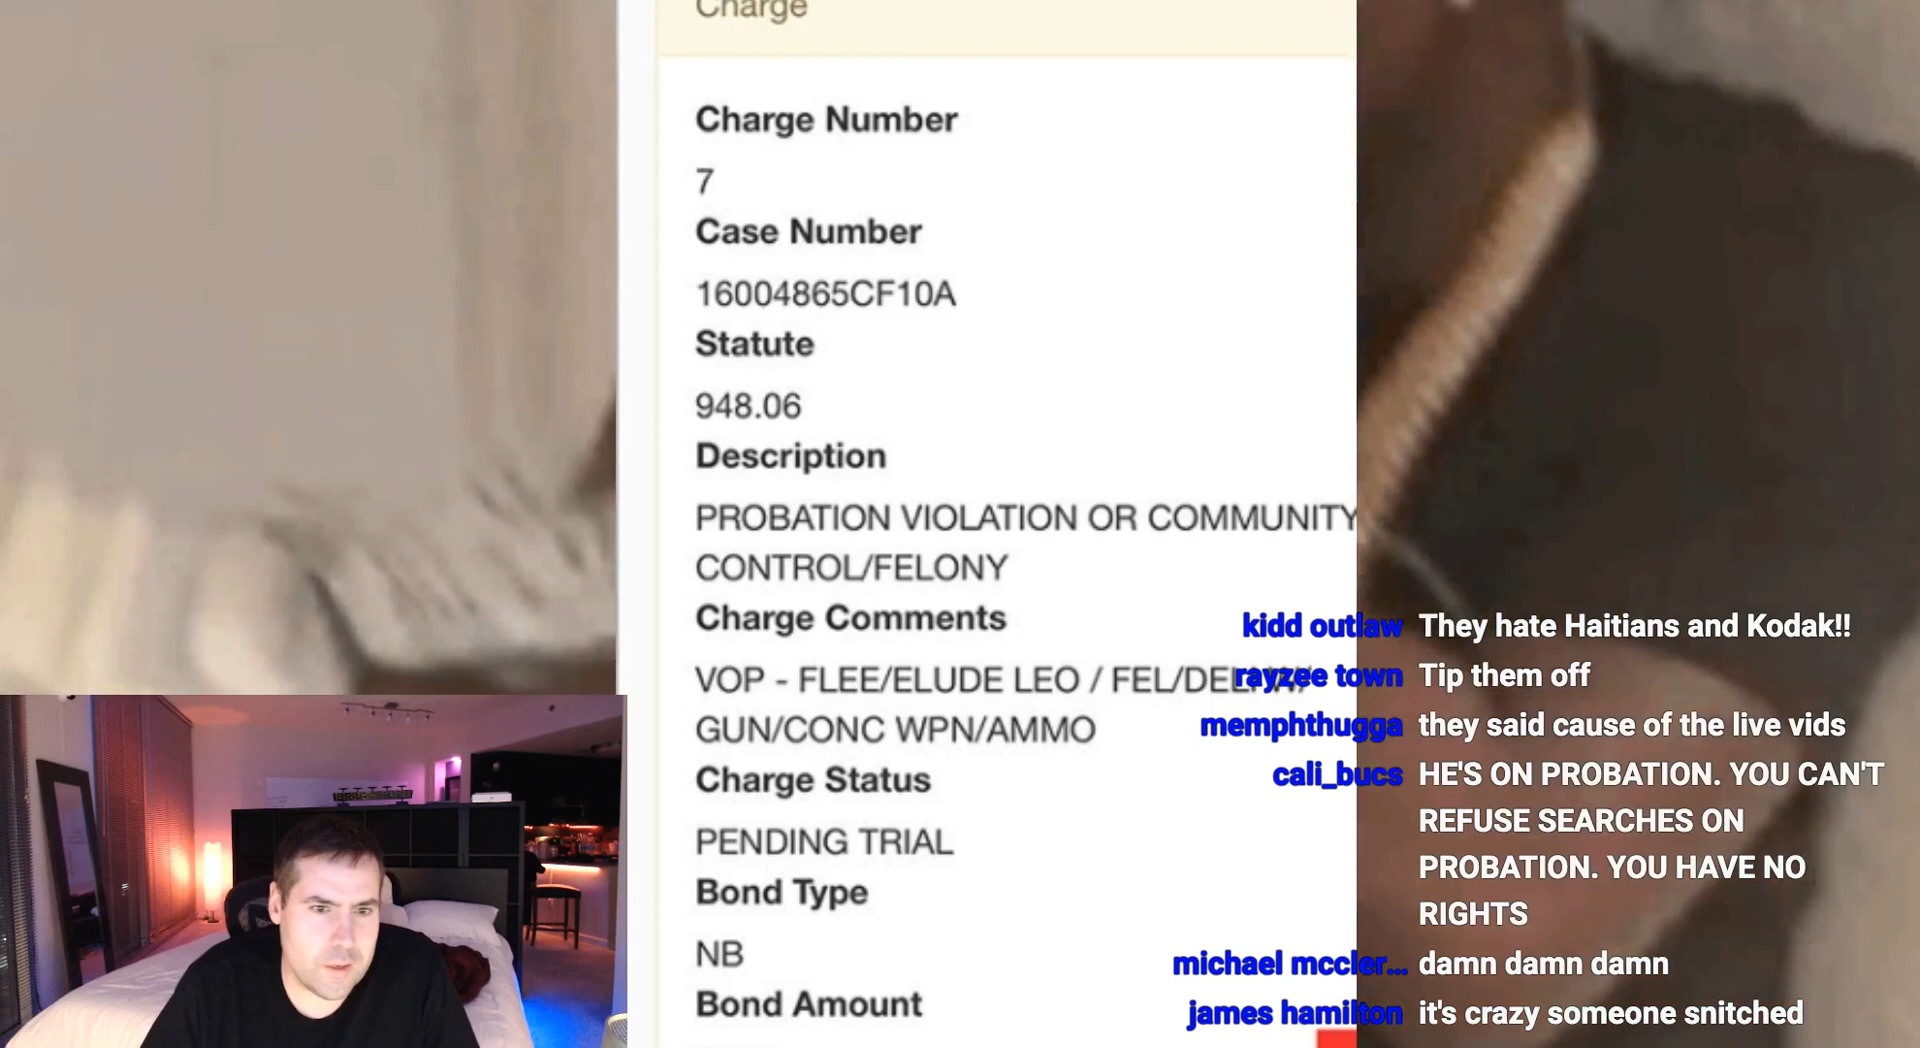 Charge
Charge Number
7
Case Number
16004865CF10A
Statute
948.06
Description
PROBATION VIOLATION OR COMMUNITY
CONTROL/FELONY
Charge Comments
VOP - FLEE/ELUDE LEO / FEL/DEL
GUN/CONC WPN/AMMO
Charge Status
PENDING TRIAL
Bond Type
NB
Bond Amount
kidd outlaw They hate Haitians and Kodak!!
rayzee town Tip them off
memphthugga they said cause of the live vids
cali_bucs HE'S ON PROBATION. YOU CAN'T
REFUSE SEARCHES ON
PROBATION. YOU HAVE NO
RIGHTS
michael mccler... damn damn damn
james hamilton it's crazy someone snitched